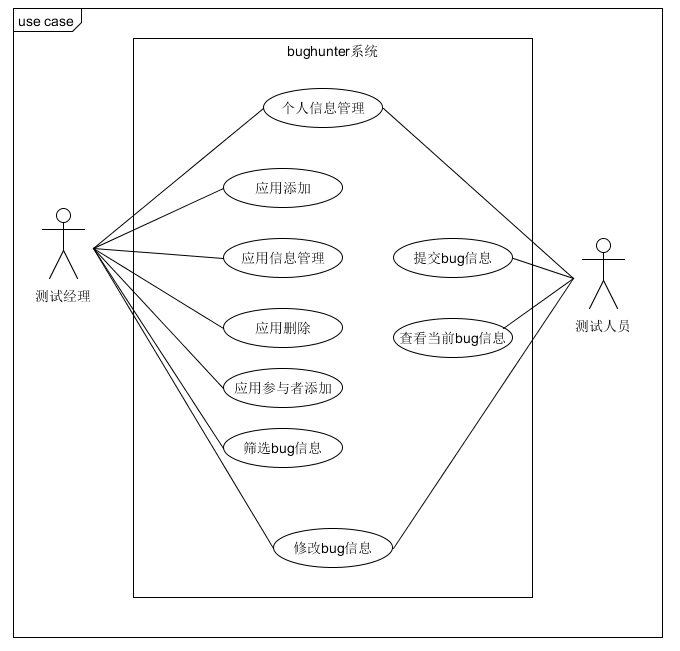 use case
bughunter系统
个人信息管理
应用添加
应用信息管理
提交bug信息
测试经理
测试人员
应用删除
查看当前bug信息
应用参与者添加
筛选bug信息
修改bug信息